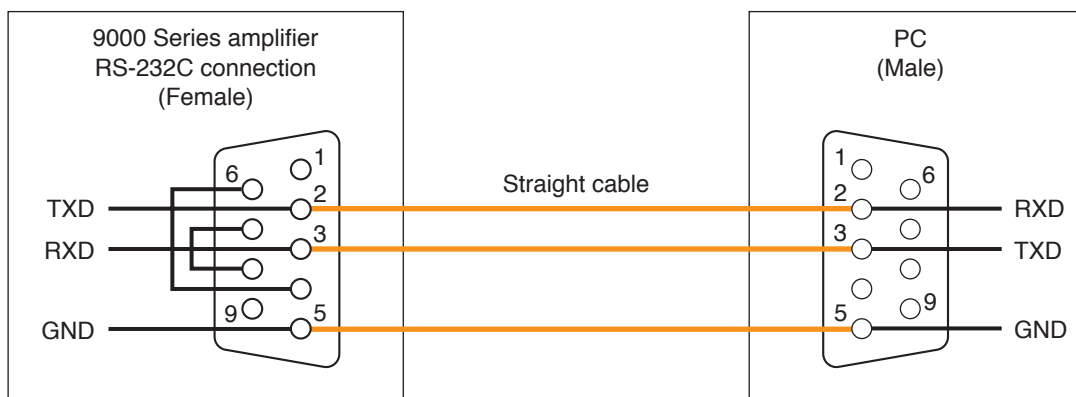 9000 Series amplifier
RS-232C connection
(Female)
PC
(Male)
Straight cable
TXD
RXD
GND
6
1
2
3
9
5
1
6
2
3
9
5
RXD
TXD
GND